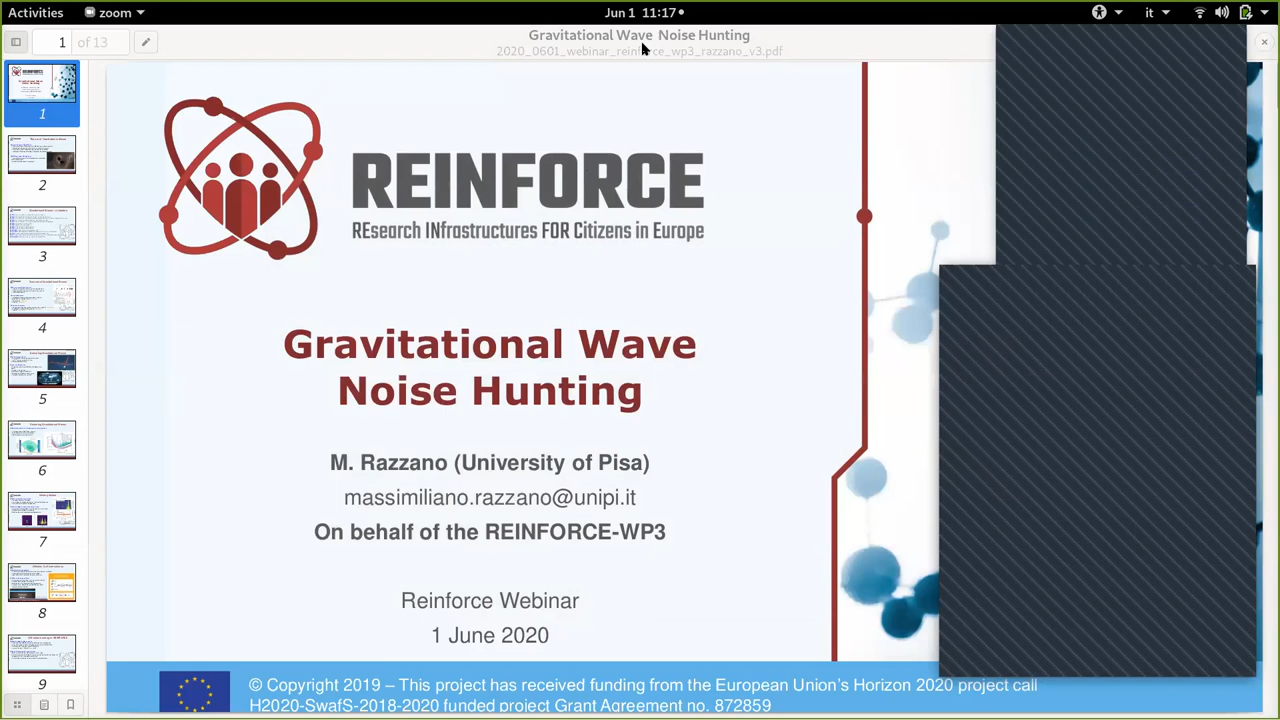 Activities
zoom
Jun 1 11:17
it
1 of 13
Gravitational Wave Noise Hunting
2020_0601_webinar_reinforce_wp3_razzano_v3.pdf
1
2
3
4
5
6
7
8
9
REINFORCE
REsearch INfrastructures FOR Citizens in Europe
Gravitational Wave
Noise Hunting
M. Razzano (University of Pisa)
massimiliano.razzano@unipi.it
On behalf of the REINFORCE-WP3
Reinforce Webinar
1 June 2020
© Copyright 2019 – This project has received funding from the European Union's Horizon 2020 project call
H2020-SwafS-2018-2020 funded project Grant Agreement no. 872859